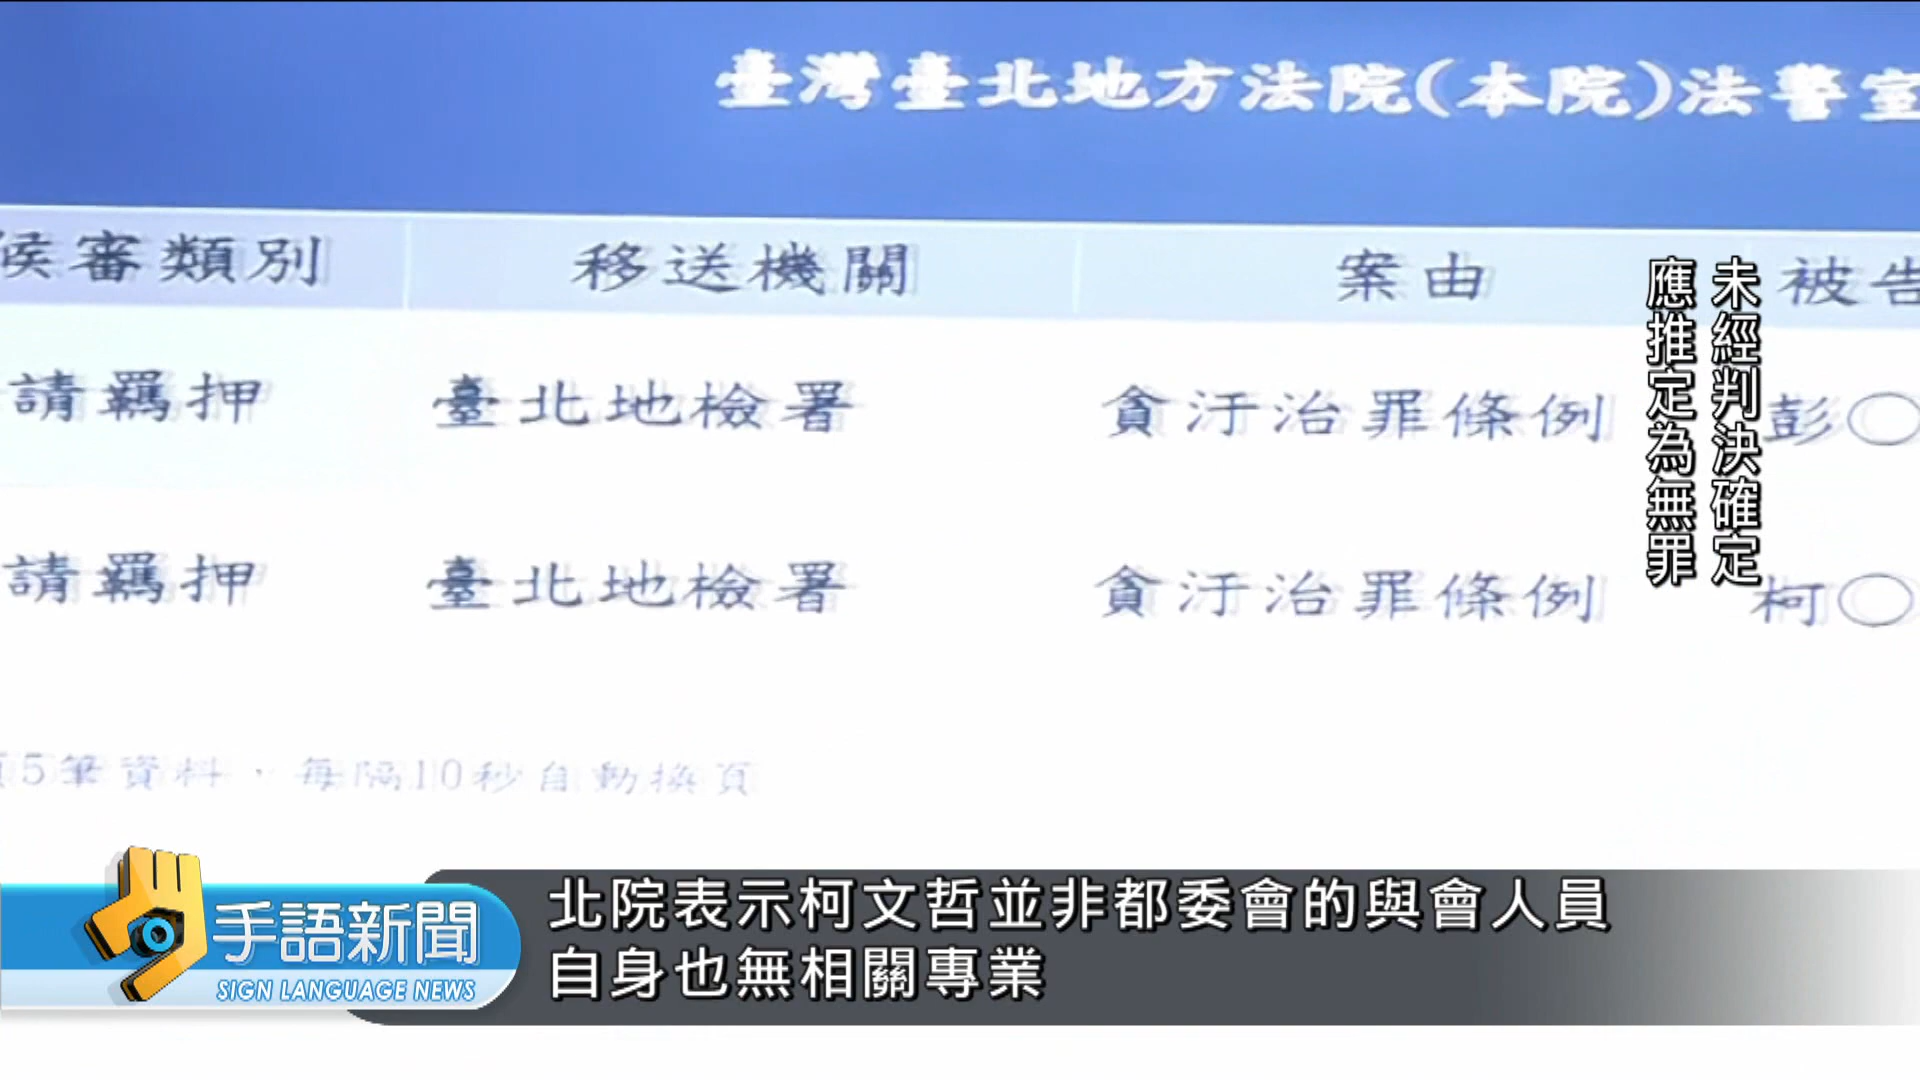 臺灣臺北地方法院(本院)法警室
候審類別 移送機關 案由 被告
請羈押 臺北地檢署 貪汙治罪條例 彭○
請羈押 臺北地檢署 貪汙治罪條例 柯○
5筆資料，每隔10秒自動換頁
未經判決確定
應推定為無罪
手語新聞
SIGN LANGUAGE NEWS
北院表示柯文哲並非都委會的與會人員
自身也無相關專業